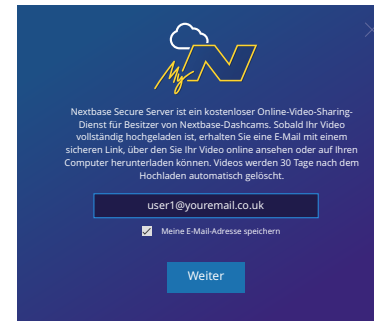 My N
Nextbase Secure Server ist ein kostenloser Online-Video-Sharing-
Dienst für Besitzer von Nextbase-Dashcams. Sobald Ihr Video
vollständig hochgeladen ist, erhalten Sie eine E-Mail mit einem
sicheren Link, über den Sie Ihr Video online ansehen oder auf Ihren
Computer herunterladen können. Videos werden 30 Tage nach dem
Hochladen automatisch gelöscht.
user1@youremail.co.uk
Meine E-Mail-Adresse speichern
Weiter